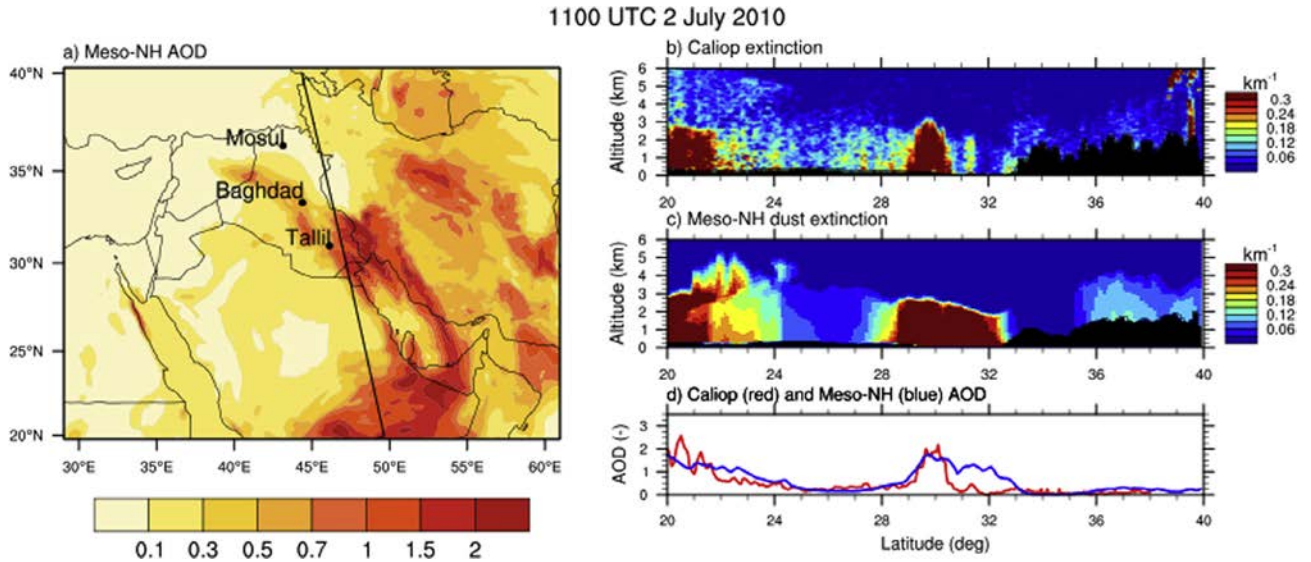 1100 UTC 2 July 2010
a) Meso-NH AOD
40°N
35°N
30°N
25°N
20°N
Mosul
Baghdad
Tallil
30°E 35°E 40°E 45°E 50°E 55°E 60°E
0.1 0.3 0.5 0.7 1 1.5 2
b) Caliop extinction
Altitude (km)
6
5
4
3
2
1
0
20 24 28 32 36 40
km-1
0.3
0.24
0.18
0.12
0.06
c) Meso-NH dust extinction
Altitude (km)
6
5
4
3
2
1
0
20 24 28 32 36 40
km-1
0.3
0.24
0.18
0.12
0.06
d) Caliop (red) and Meso-NH (blue) AOD
AOD (-)
3
2
1
0
20 24 28 32 36 40
Latitude (deg)